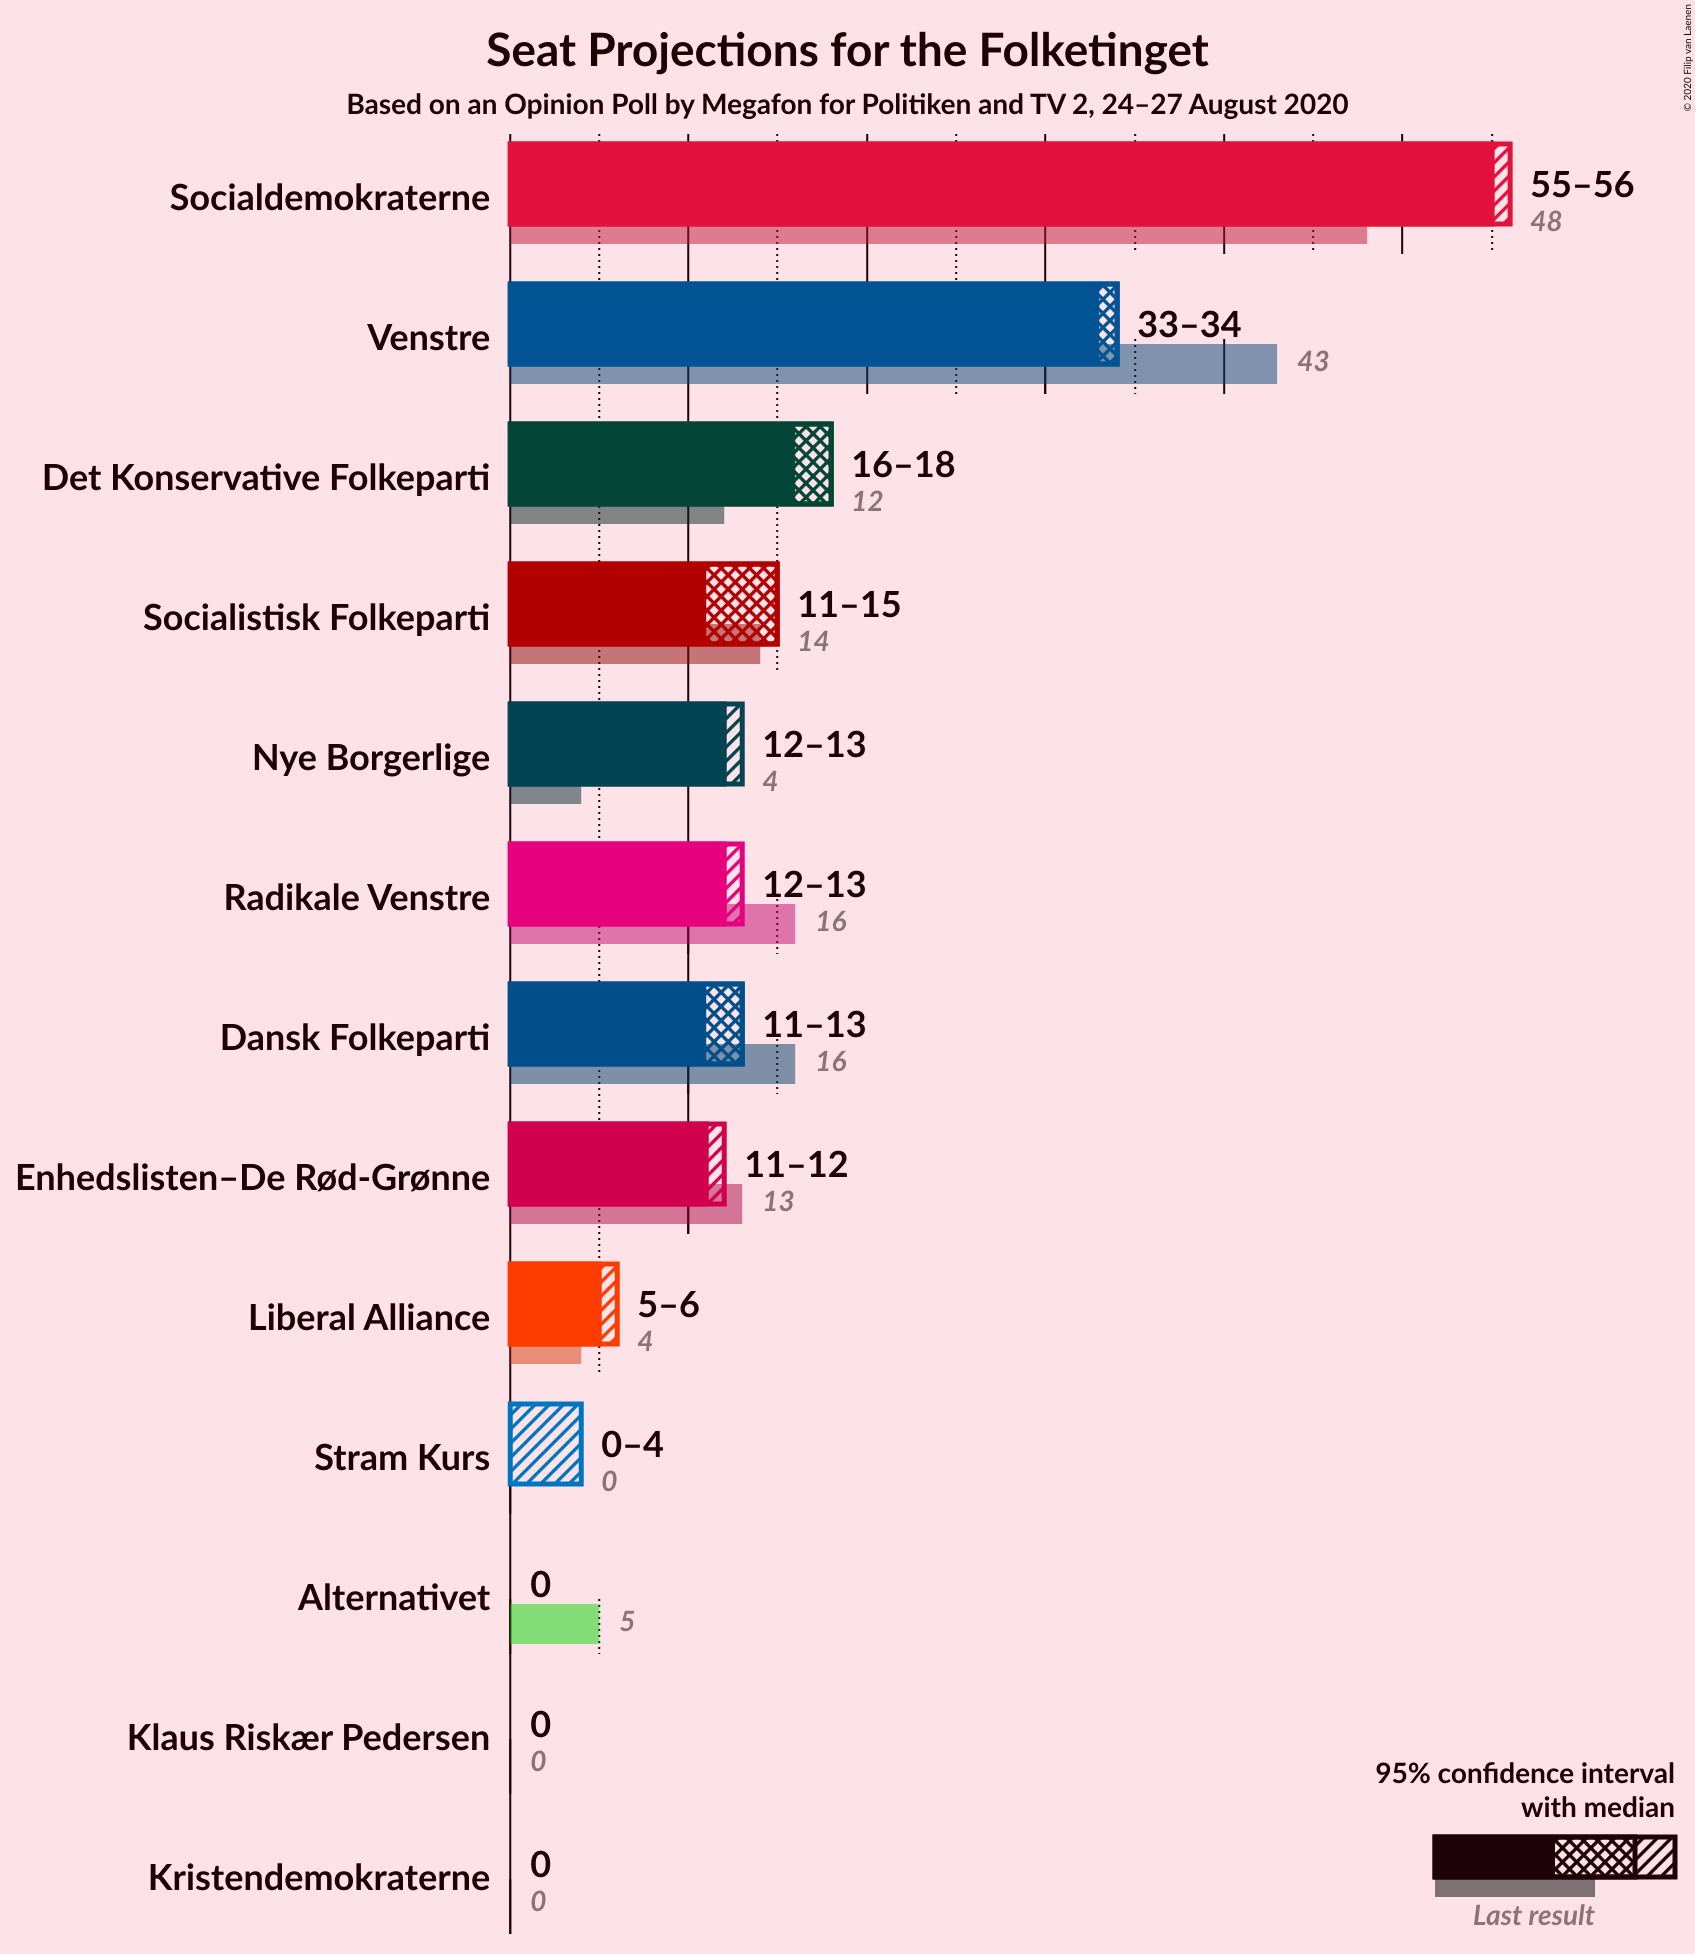 Seat Projections for the Folketinget
Based on an Opinion Poll by Megafon for Politiken and TV 2, 24–27 August 2020
© 2020 Filip van Laenen
Socialdemokraterne
55–56
48
Venstre
33–34
43
Det Konservative Folkeparti
16–18
12
Socialistisk Folkeparti
11–15
14
Nye Borgerlige
12–13
4
Radikale Venstre
12–13
16
Dansk Folkeparti
11–13
16
Enhedslisten–De Rød-Grønne
11–12
13
Liberal Alliance
5–6
4
Stram Kurs
0–4
0
Alternativet
0
5
Klaus Riskær Pedersen
0
0
Kristendemokraterne
0
0
95% confidence interval
with median
Last result